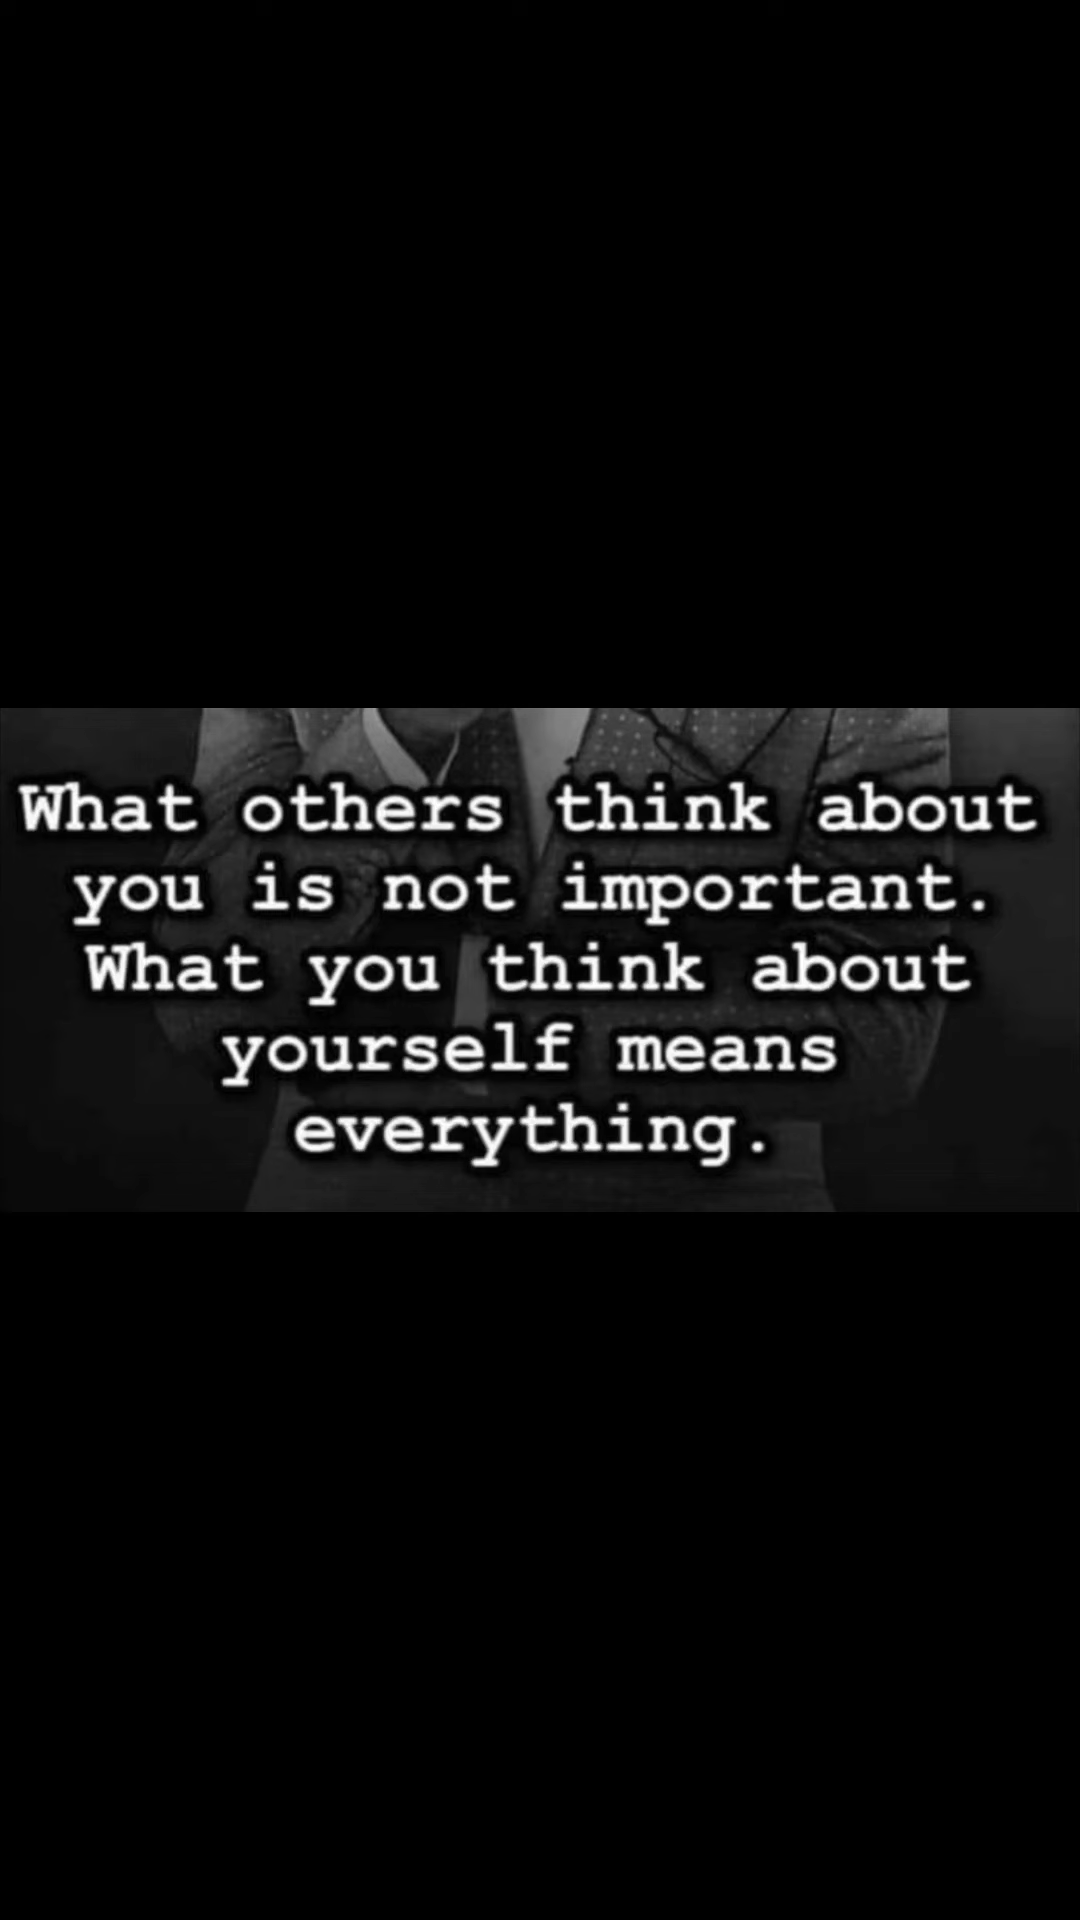 What others think about
you is not important.
What you think about
yourself means
everything.